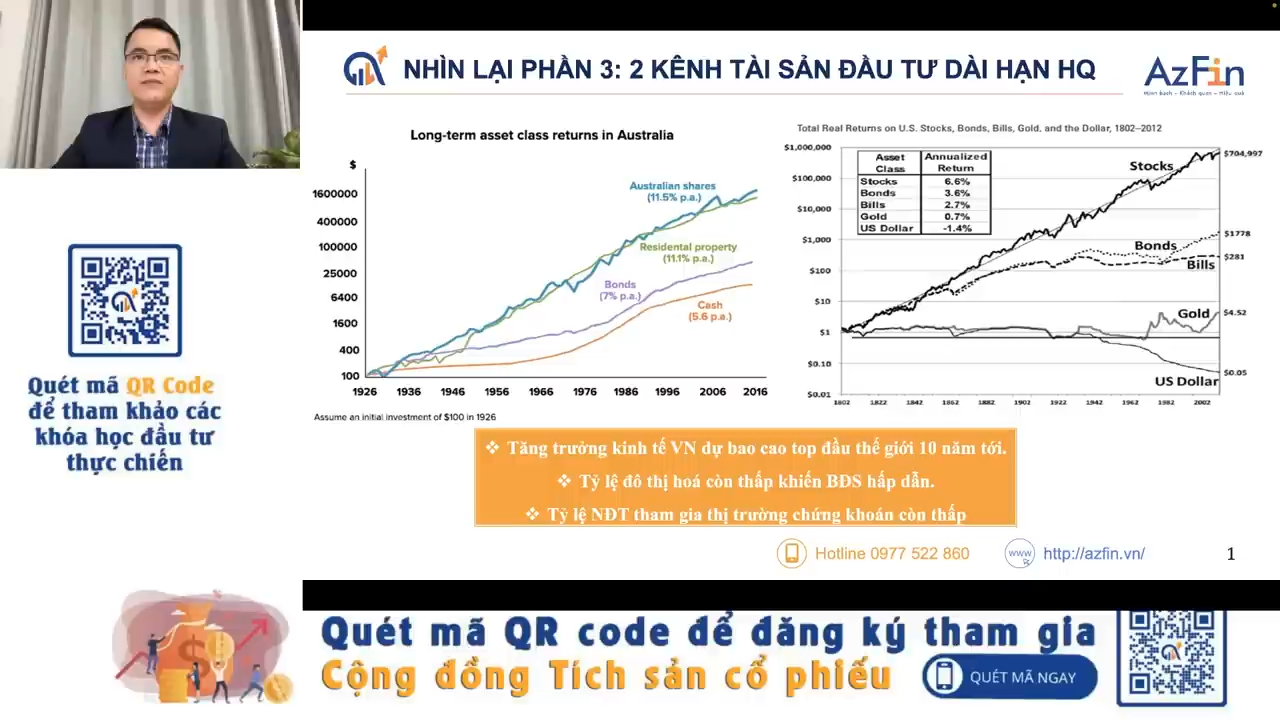 NHÌN LẠI PHẦN 3: 2 KÊNH TÀI SẢN ĐẦU TƯ DÀI HẠN HQ
AzFin
Long-term asset class returns in Australia
$
1600000
400000
100000
25000
6400
1600
400
100
Australian shares
(11.5% p.a.)
Residental property
(11.1% p.a.)
Bonds
(7% p.a.)
Cash
(5.6 p.a.)
1926 1936 1946 1956 1966 1976 1986 1996 2006 2016
Assume an initial investment of $100 in 1926
Total Real Returns on U.S. Stocks, Bonds, Bills, Gold, and the Dollar, 1802–2012
$1,000,000
$100,000
$10,000
$1,000
$100
$10
$1
$0.10
$0.01
Asset Class Annualized Return
Stocks 6.6%
Bonds 3.6%
Bills 2.7%
Gold 0.7%
US Dollar -1.4%
Stocks
$704,997
Bonds
$1778
Bills
$281
Gold
$4.52
US Dollar
$0.05
1802 1822 1842 1862 1882 1902 1922 1942 1962 1982 2002
❖ Tăng trưởng kinh tế VN dự bao cao top đầu thế giới 10 năm tới.
❖ Tỷ lệ đô thị hoá còn thấp khiến BĐS hấp dẫn.
❖ Tỷ lệ NĐT tham gia thị trường chứng khoán còn thấp
Hotline 0977 522 860
www
http://azfin.vn/
1
Quét mã QR Code
để tham khảo các
khóa học đầu tư
thực chiến
Quét mã QR code để đăng ký tham gia
Cộng đồng Tích sản cổ phiếu
QUÉT MÃ NGAY